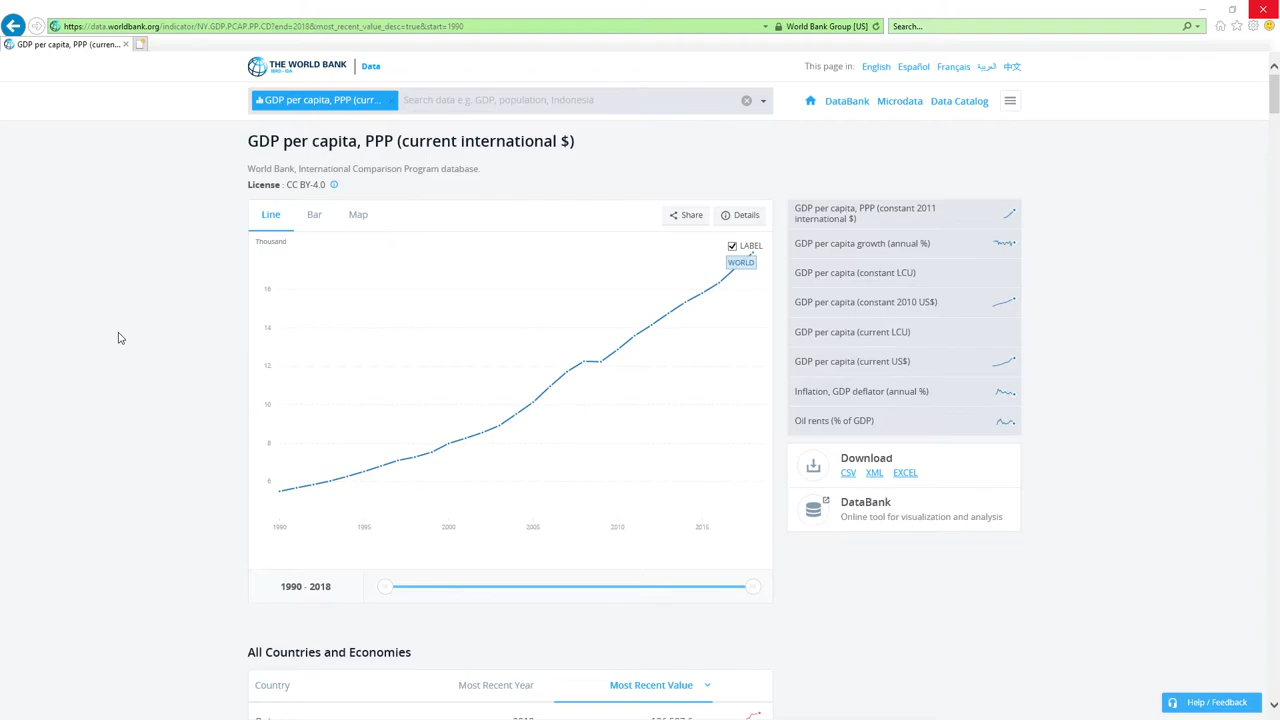 https://data.worldbank.org/indicator/NY.GDP.PCAP.PP.CD?end=2018&most_recent_value_desc=true&start=1990
World Bank Group [US]
Search...
GDP per capita, PPP (curren...
THE WORLD BANK
IBRD • IDA
Data
This page in: English Español Français العربية 中文
GDP per capita, PPP (curr...
Search data e.g. GDP, population, Indonesia
DataBank Microdata Data Catalog
GDP per capita, PPP (current international $)
World Bank, International Comparison Program database.
License : CC BY-4.0
Line Bar Map
Share Details
Thousand
LABEL
WORLD
16
14
12
10
8
6
1990 1995 2000 2005 2010 2015
1990 - 2018
GDP per capita, PPP (constant 2011
international $)
GDP per capita growth (annual %)
GDP per capita (constant LCU)
GDP per capita (constant 2010 US$)
GDP per capita (current LCU)
GDP per capita (current US$)
Inflation, GDP deflator (annual %)
Oil rents (% of GDP)
Download
CSV XML EXCEL
DataBank
Online tool for visualization and analysis
All Countries and Economies
Country Most Recent Year Most Recent Value
Help / Feedback